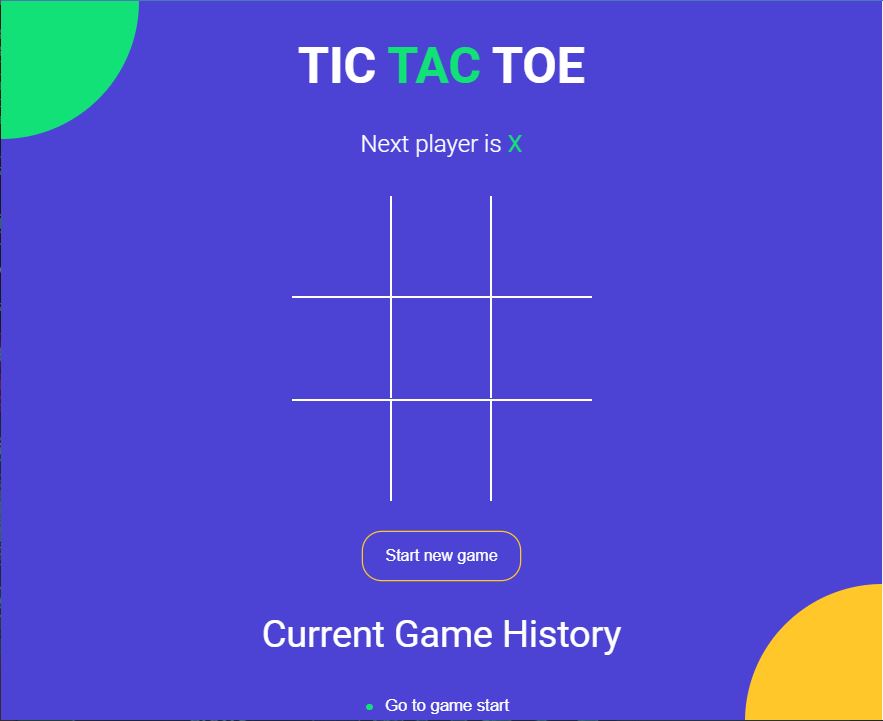 TIC TAC TOE
Next player is X
Start new game
Current Game History
Go to game start